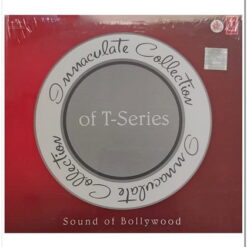 Immaculate Collection
of T-Series
Immaculate Collection
Sound of Bollywood